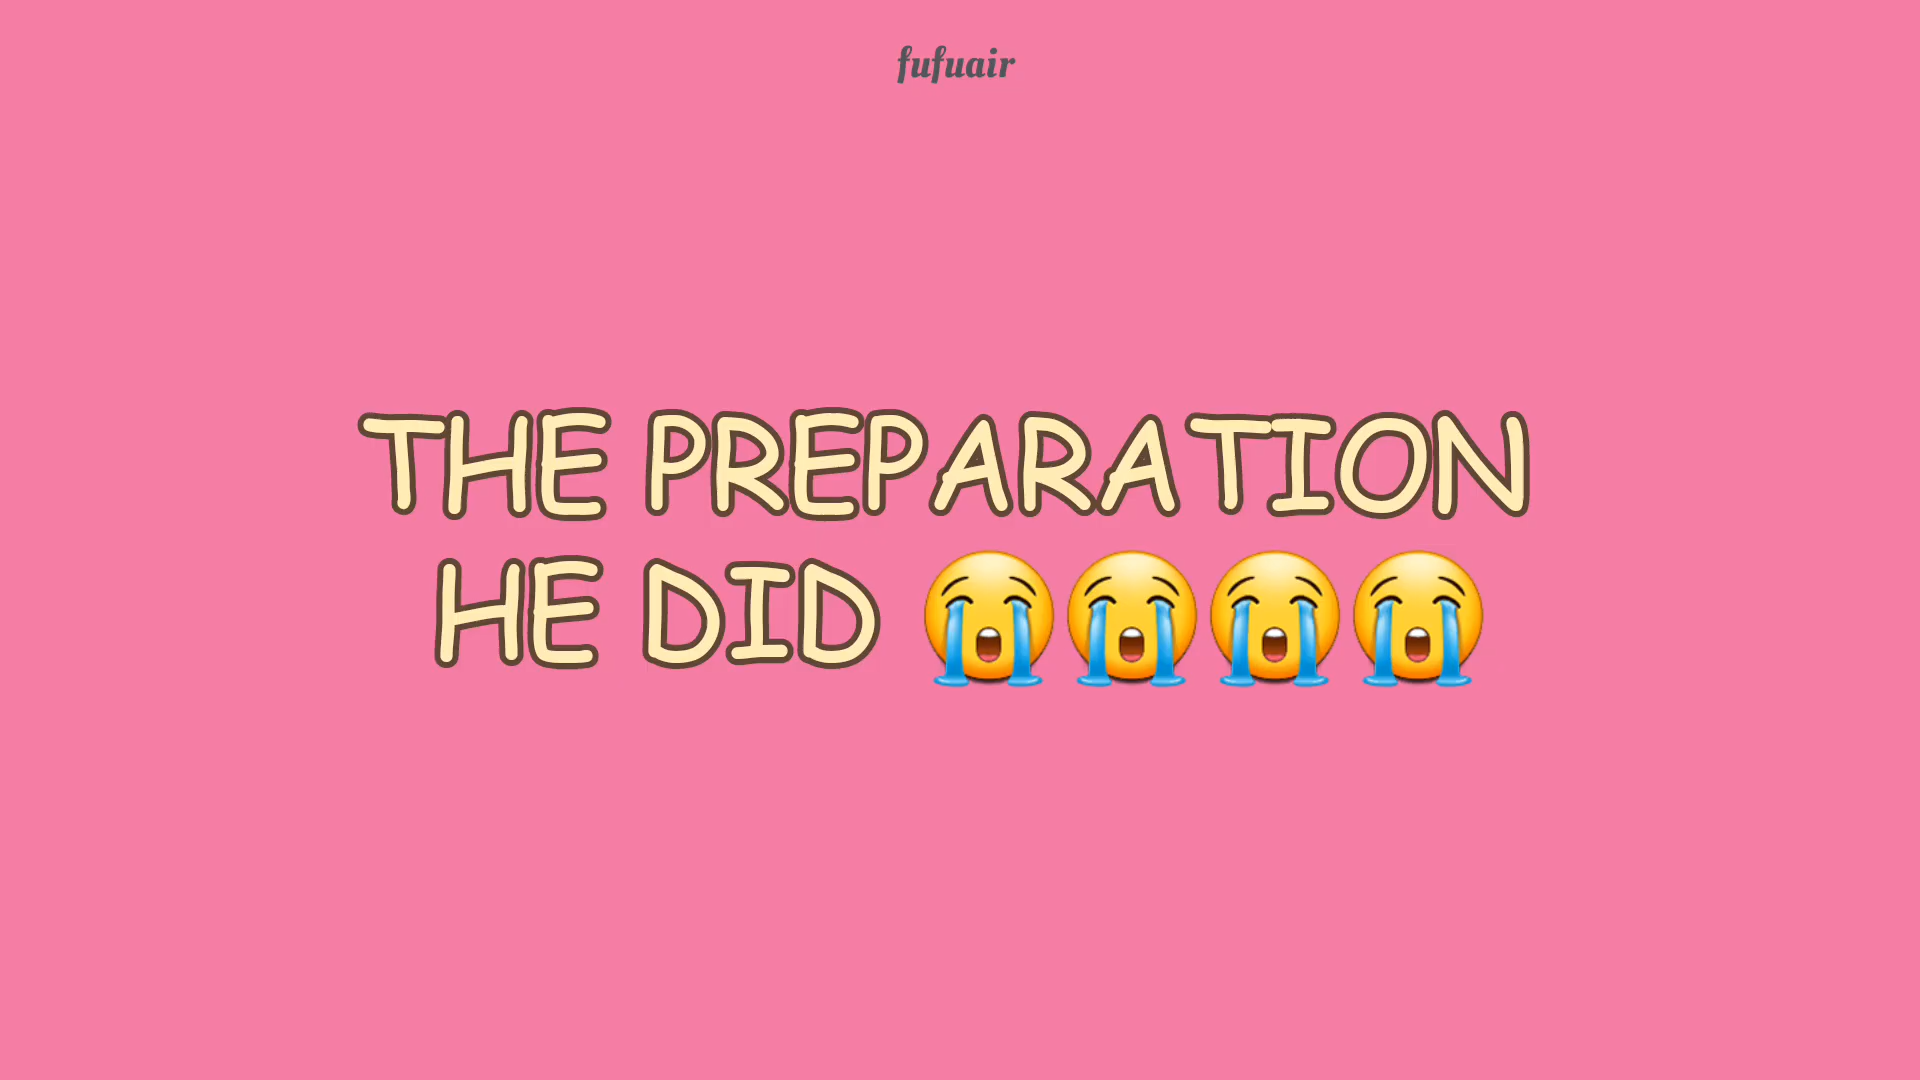 fufuair
THE PREPARATION
HE DID 😭😭😭😭